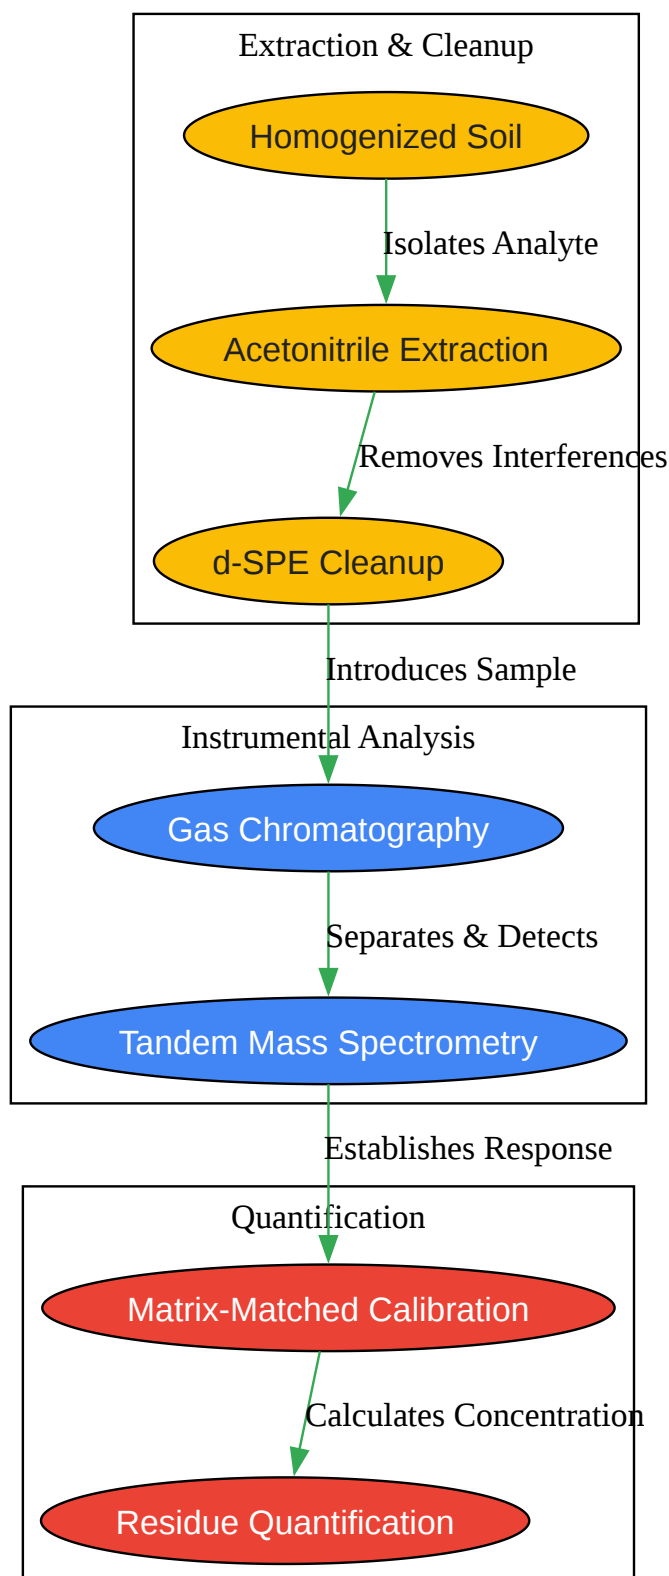 Extraction & Cleanup
Homogenized Soil
Isolates Analyte
Acetonitrile Extraction
Removes Interferences
d-SPE Cleanup
Introduces Sample
Instrumental Analysis
Gas Chromatography
Separates & Detects
Tandem Mass Spectrometry
Establishes Response
Quantification
Matrix-Matched Calibration
Calculates Concentration
Residue Quantification